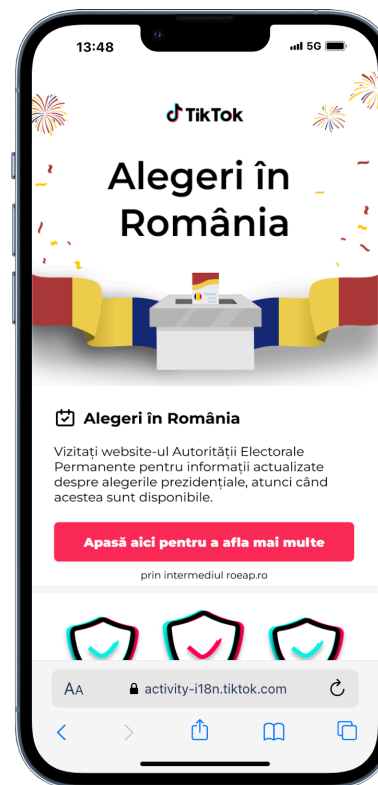 13:48
5G
TikTok
Alegeri în
România
Alegeri în România
Vizitați website-ul Autorității Electorale
Permanente pentru informații actualizate
despre alegerile prezidențiale, atunci când
acestea sunt disponibile.
Apasă aici pentru a afla mai multe
prin intermediul roeap.ro
AA
activity-i18n.tiktok.com